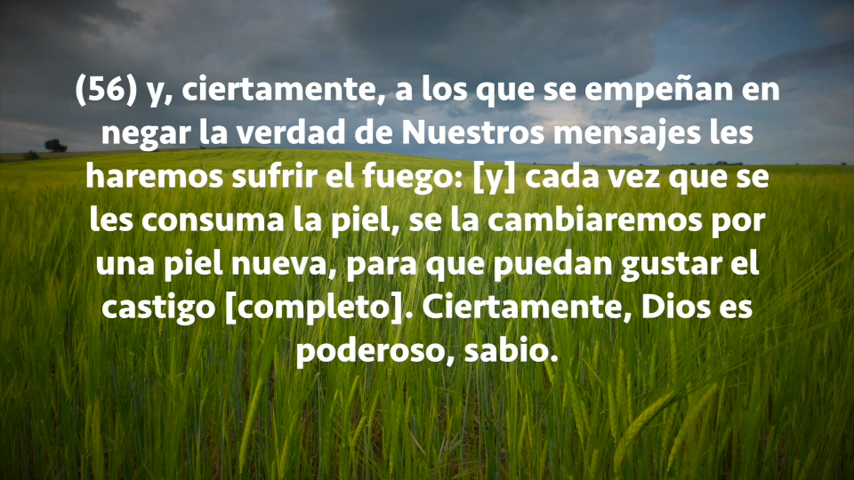 (56) y, ciertamente, a los que se empeñan en
negar la verdad de Nuestros mensajes les
haremos sufrir el fuego: [y] cada vez que se
les consuma la piel, se la cambiaremos por
una piel nueva, para que puedan gustar el
castigo [completo]. Ciertamente, Dios es
poderoso, sabio.